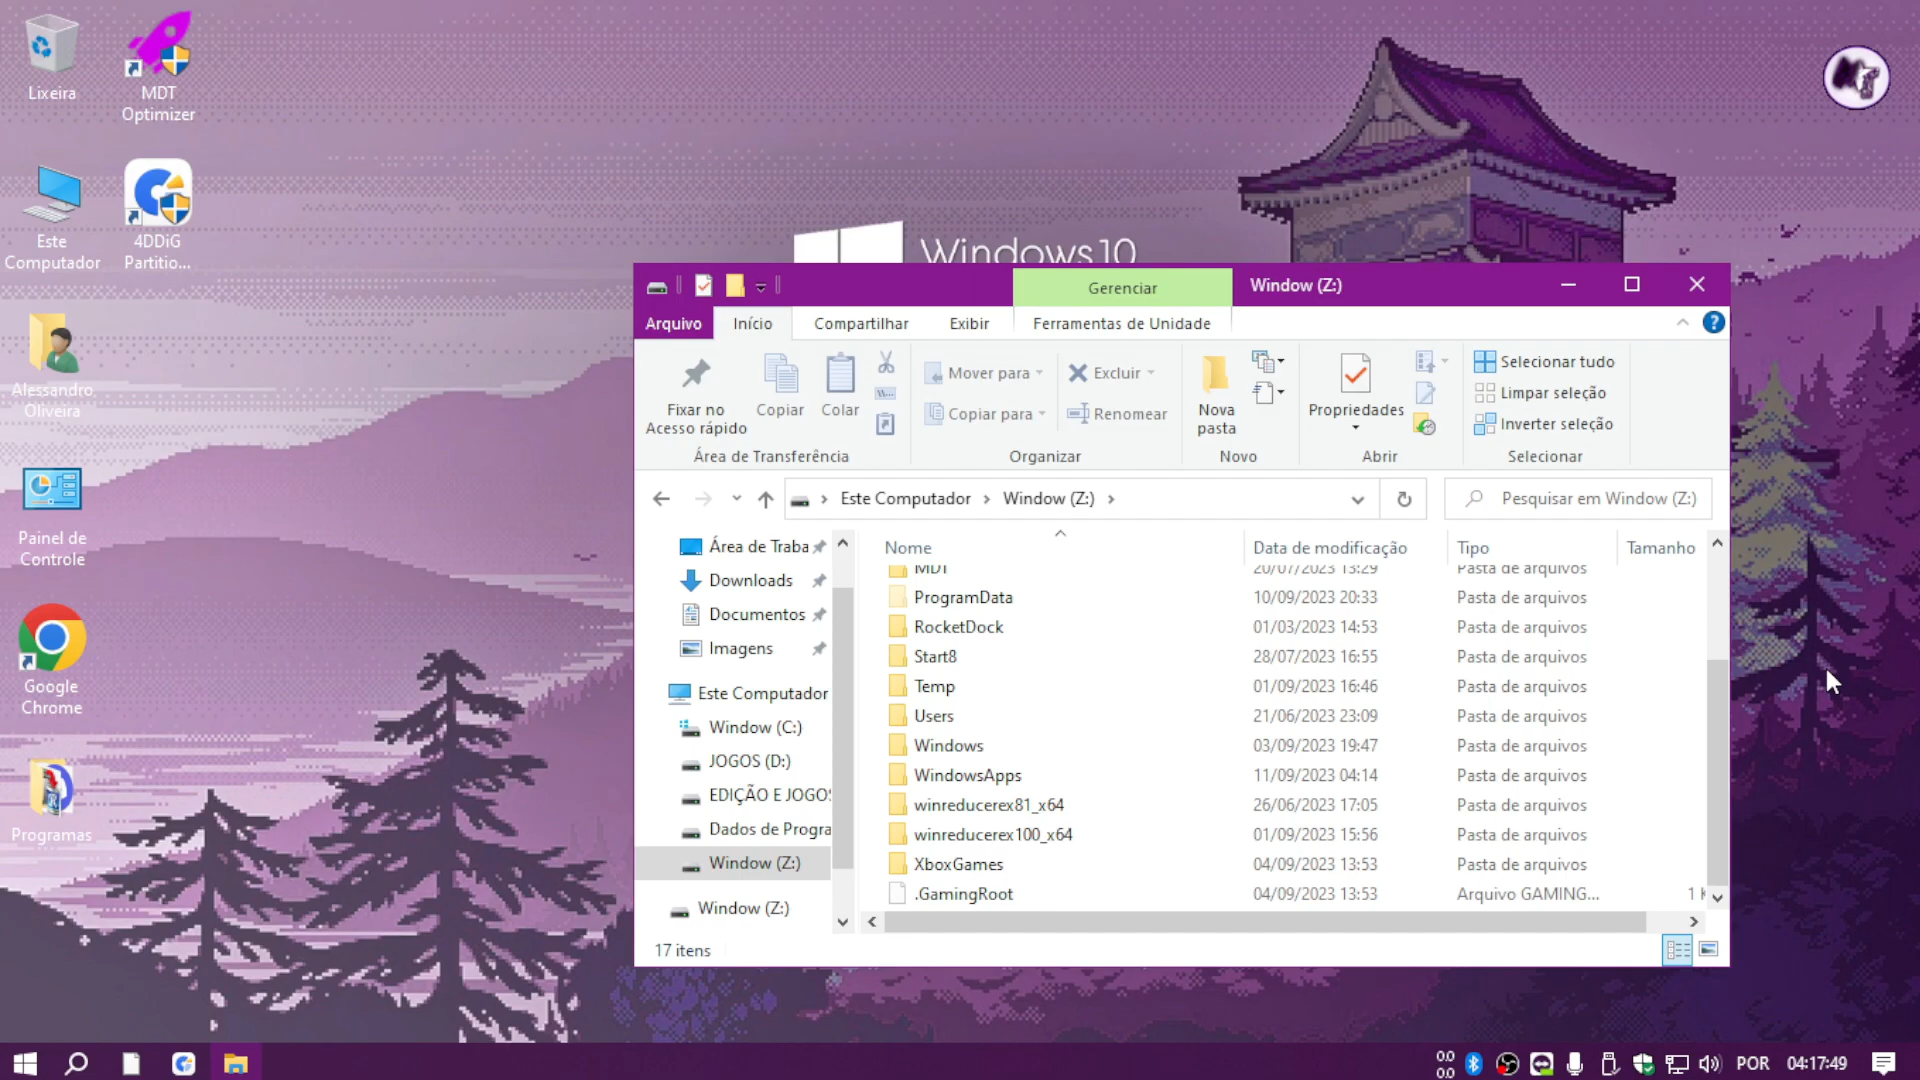 Lixeira
MDT
Optimizer
Este
Computador
4DDiG
Partitio...
Alessandro
Oliveira
Painel de
Controle
Google
Chrome
Programas
Windows 10
Gerenciar
Window (Z:)
Arquivo
Início
Compartilhar
Exibir
Ferramentas de Unidade
Fixar no
Acesso rápido
Copiar
Colar
Área de Transferência
Mover para
Copiar para
Excluir
Renomear
Organizar
Nova
pasta
Novo
Propriedades
Abrir
Selecionar tudo
Limpar seleção
Inverter seleção
Selecionar
Este Computador
Window (Z:)
Pesquisar em Window (Z:)
Área de Traba
Downloads
Documentos
Imagens
Este Computador
Window (C:)
JOGOS (D:)
EDIÇÃO E JOGO
Dados de Progra
Window (Z:)
Window (Z:)
Nome Data de modificação Tipo Tamanho
MDT 20/07/2023 13:29 Pasta de arquivos
ProgramData 10/09/2023 20:33 Pasta de arquivos
RocketDock 01/03/2023 14:53 Pasta de arquivos
Start8 28/07/2023 16:55 Pasta de arquivos
Temp 01/09/2023 16:46 Pasta de arquivos
Users 21/06/2023 23:09 Pasta de arquivos
Windows 03/09/2023 19:47 Pasta de arquivos
WindowsApps 11/09/2023 04:14 Pasta de arquivos
winreducerex81_x64 26/06/2023 17:05 Pasta de arquivos
winreducerex100_x64 01/09/2023 15:56 Pasta de arquivos
XboxGames 04/09/2023 13:53 Pasta de arquivos
.GamingRoot 04/09/2023 13:53 Arquivo GAMING... 1 K
17 itens
0.0
0.0
POR
04:17:49